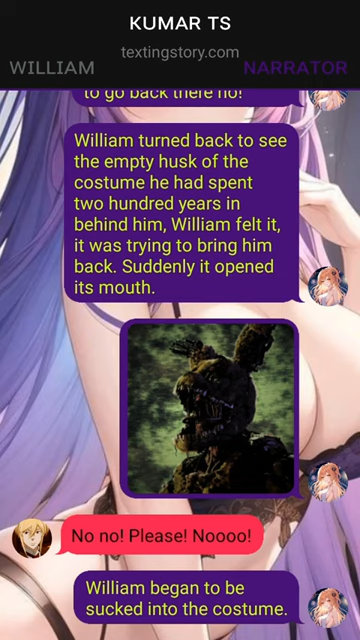 KUMAR TS
textingstory.com
WILLIAM
NARRATOR
to go back there no!
William turned back to see
the empty husk of the
costume he had spent
two hundred years in
behind him, William felt it,
it was trying to bring him
back. Suddenly it opened
its mouth.
No no! Please! Noooo!
William began to be
sucked into the costume.